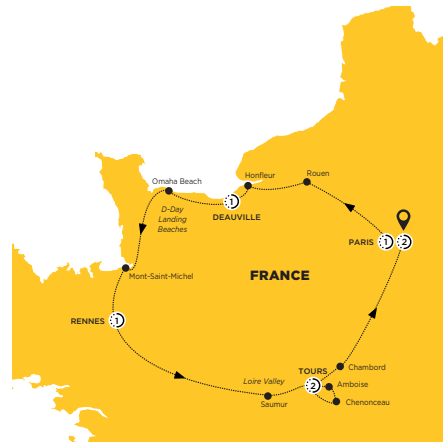 Omaha Beach
Honfleur
Rouen
D-Day
Landing
Beaches
1
DEAUVILLE
PARIS
1
2
Mont-Saint-Michel
FRANCE
RENNES
1
Chambord
Loire Valley
TOURS
2
Amboise
Saumur
Chenonceau